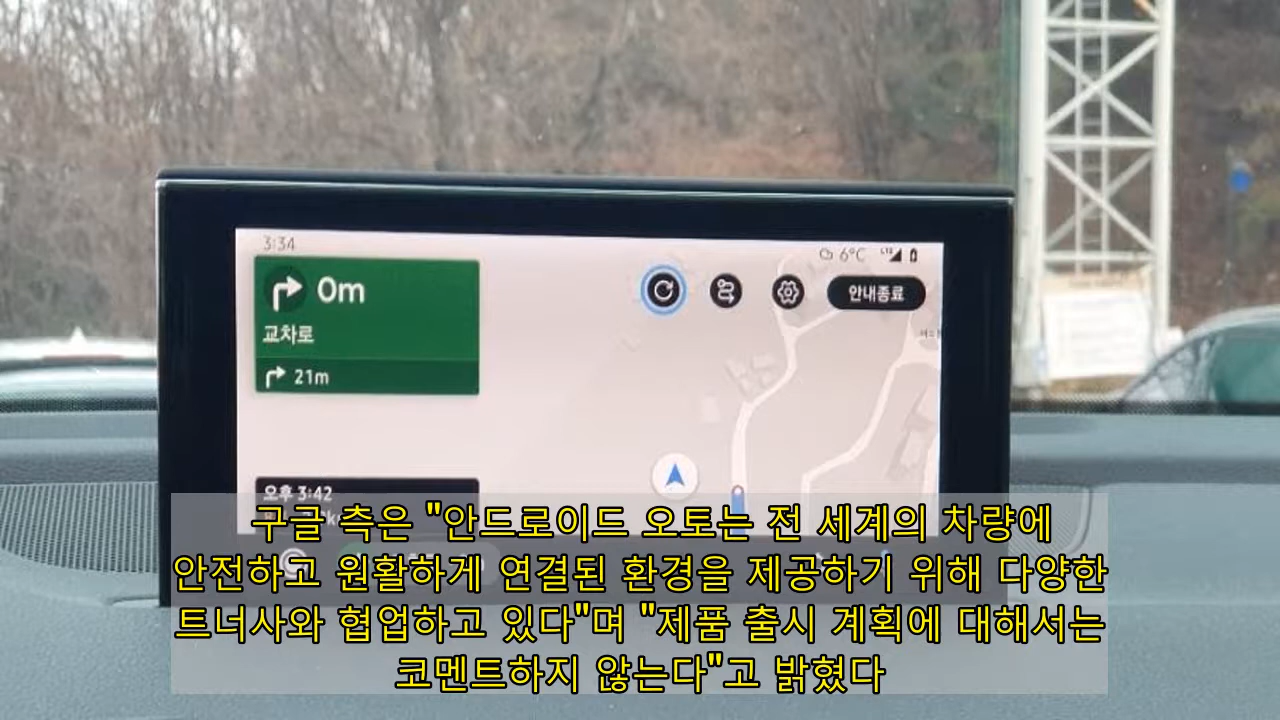 3:34
6°C
LTE
0m
안내종료
교차로
21m
오후 3:42
구글 측은 "안드로이드 오토는 전 세계의 차량에
안전하고 원활하게 연결된 환경을 제공하기 위해 다양한
트너사와 협업하고 있다"며 "제품 출시 계획에 대해서는
코멘트하지 않는다"고 밝혔다